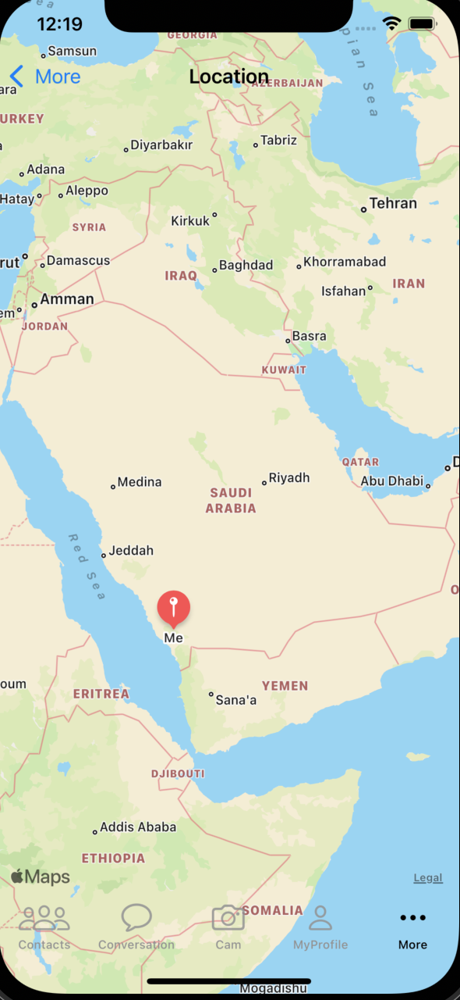 ea
12:19
GEORGIA
Samsun
More
Location
ara
AZERBAIJAN
pian Sea
URKEY
Diyarbakır
Tabriz
a
Adana
Hatay
Aleppo
Tehran
Kirkuk
SYRIA
rut
Damascus
Baghdad
Khorramabad
IRAQ
IRAN
Isfahan
Amman
em
JORDAN
Basra
KUWAIT
QATAR
D
Medina
Riyadh
Abu Dhabi
SAUDI
ARABIA
Red Sea
Jeddah
O
Me
oum
ERITREA
YEMEN
Sana'a
DJIBOUTI
Addis Ababa
ETHIOPIA
Maps
Legal
SOMALIA
Contacts
Conversation
Cam
MyProfile
More
Mogadishu